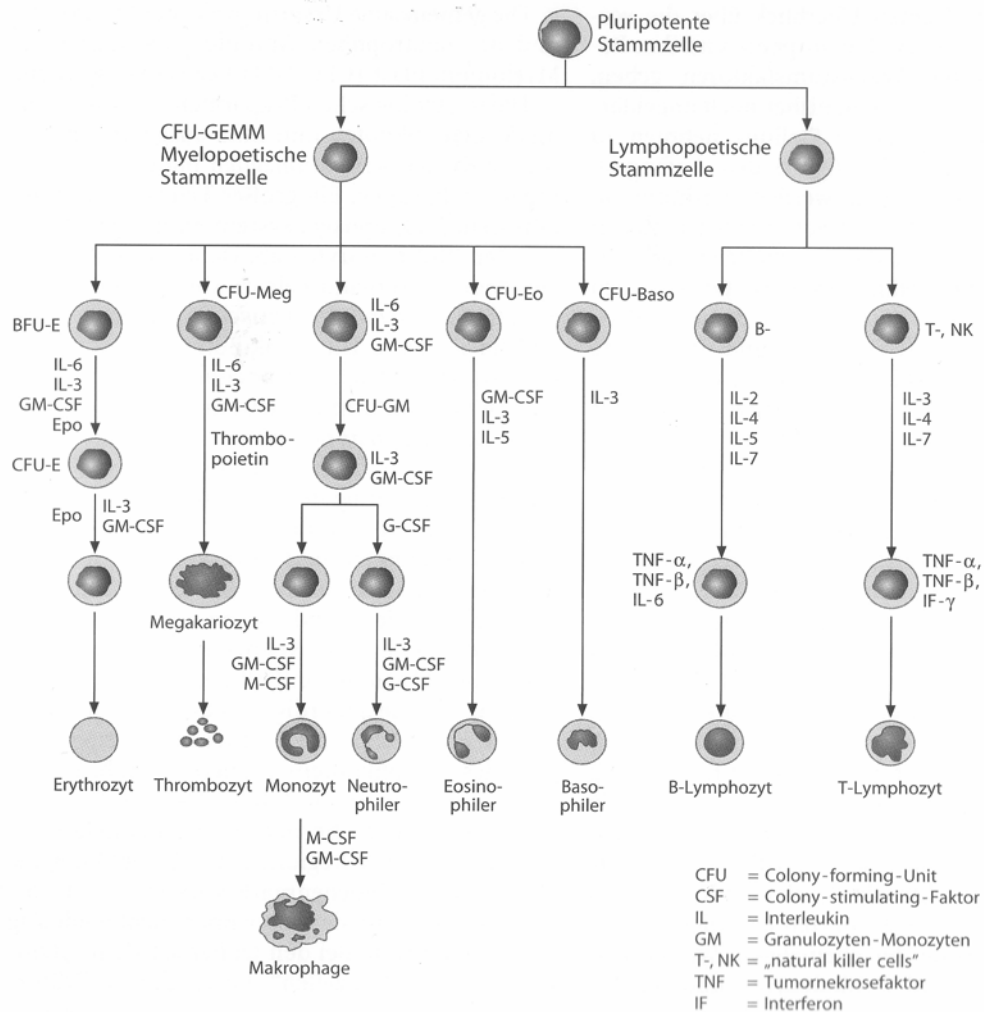 Pluripotente
Stammzelle
CFU-GEMM
Myelopoetische
Stammzelle
Lymphopoetische
Stammzelle
BFU-E
CFU-Meg
IL-6
IL-3
GM-CSF
CFU-Eo
CFU-Baso
B-
T-, NK
IL-6
IL-3
GM-CSF
Epo
IL-6
IL-3
GM-CSF
Thrombo-
poietin
CFU-GM
GM-CSF
IL-3
IL-5
IL-3
IL-2
IL-4
IL-5
IL-7
IL-3
IL-4
IL-7
CFU-E
IL-3
GM-CSF
Epo
IL-3
GM-CSF
G-CSF
TNF-α,
TNF-β,
IL-6
TNF-α,
TNF-β,
IF-γ
Megakariozyt
IL-3
GM-CSF
M-CSF
IL-3
GM-CSF
G-CSF
Erythrozyt
Thrombozyt
Monozyt
Neutro-
philer
Eosino-
philer
Baso-
philer
B-Lymphozyt
T-Lymphozyt
M-CSF
GM-CSF
Makrophage
CFU = Colony-forming-Unit
CSF = Colony-stimulating-Faktor
IL = Interleukin
GM = Granulozyten-Monozyten
T-, NK = „natural killer cells"
TNF = Tumornekrosefaktor
IF = Interferon